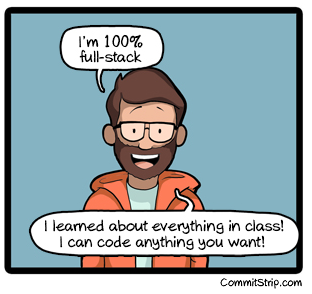 I'm 100%
full-stack
I learned about everything in class!
I can code anything you want!
CommitStrip.com